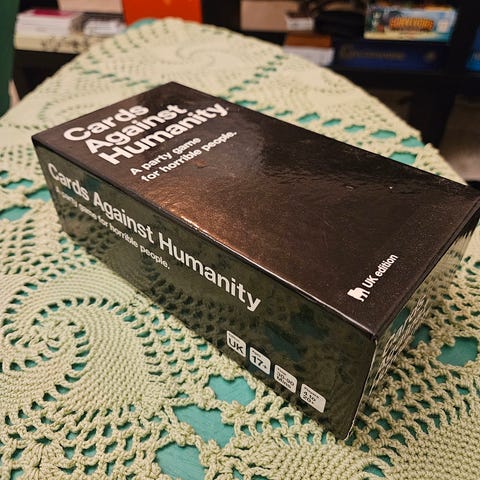 Cards
Against
Humanity
A party game
for horrible people.
UK edition
Cards Against Humanity
A party game for horrible people.
UK
17+